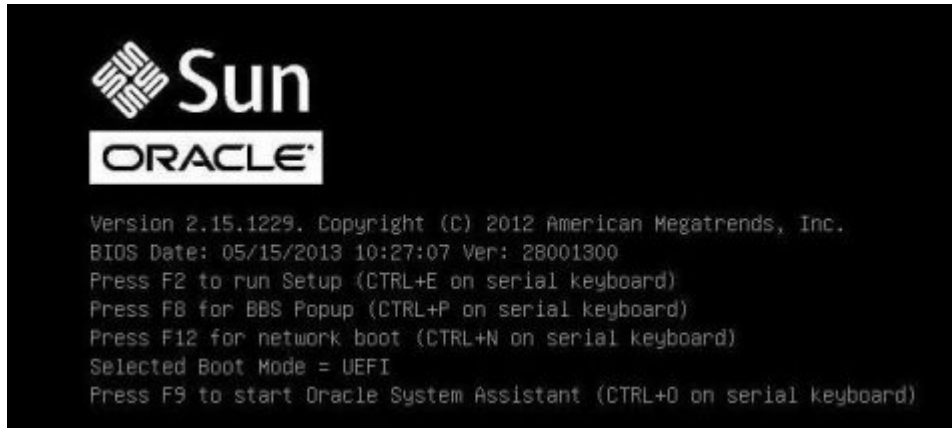 Sun
ORACLE
Version 2.15.1229. Copyright (C) 2012 American Megatrends, Inc.
BIOS Date: 05/15/2013 10:27:07 Ver: 28001300
Press F2 to run Setup (CTRL+E on serial keyboard)
Press F8 for BBS Popup (CTRL+P on serial keyboard)
Press F12 for network boot (CTRL+N on serial keyboard)
Selected Boot Mode = UEFI
Press F9 to start Oracle System Assistant (CTRL+O on serial keyboard)